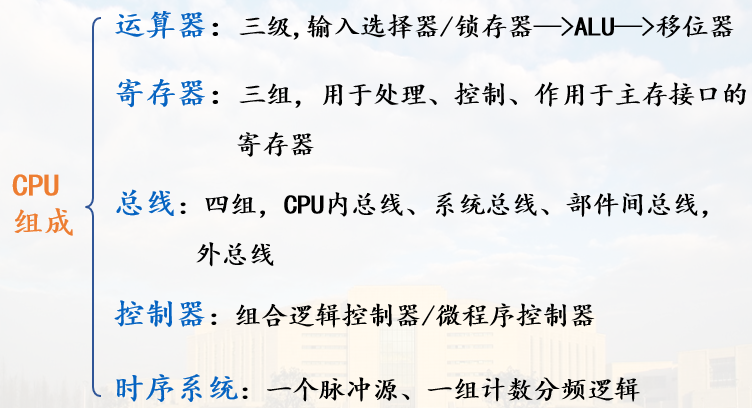 运算器：三级,输入选择器/锁存器—>ALU—>移位器
寄存器：三组，用于处理、控制、作用于主存接口的
寄存器
CPU
组成
总线：四组，CPU内总线、系统总线、部件间总线，
外总线
控制器：组合逻辑控制器/微程序控制器
时序系统：一个脉冲源、一组计数分频逻辑